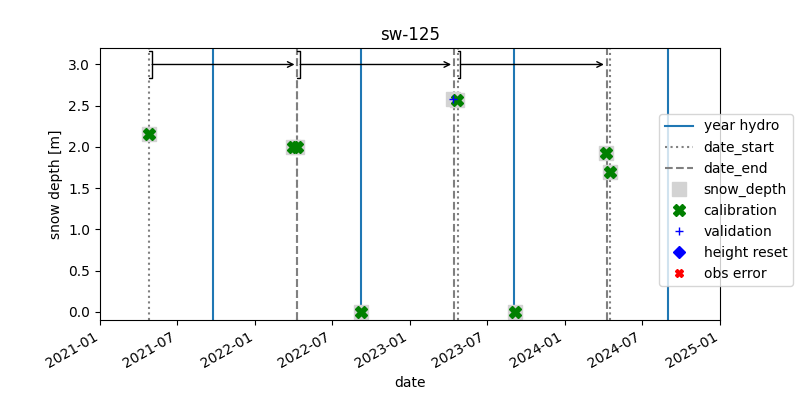 sw-125
3.0
2.5
2.0
1.5
1.0
0.5
0.0
snow depth [m]
year hydro
date_start
date_end
snow_depth
calibration
validation
height reset
obs error
2021-01
2021-07
2022-01
2022-07
2023-01
2023-07
2024-01
2024-07
2025-01
date